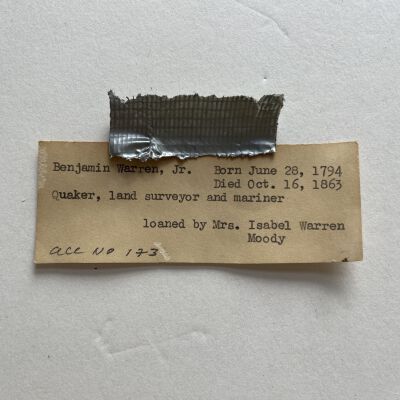 Benjamin Warren, Jr. Born June 28, 1794
Died Oct. 16, 1863
Quaker, land surveyor and mariner
loaned by Mrs. Isabel Warren
Moody
acc No 173